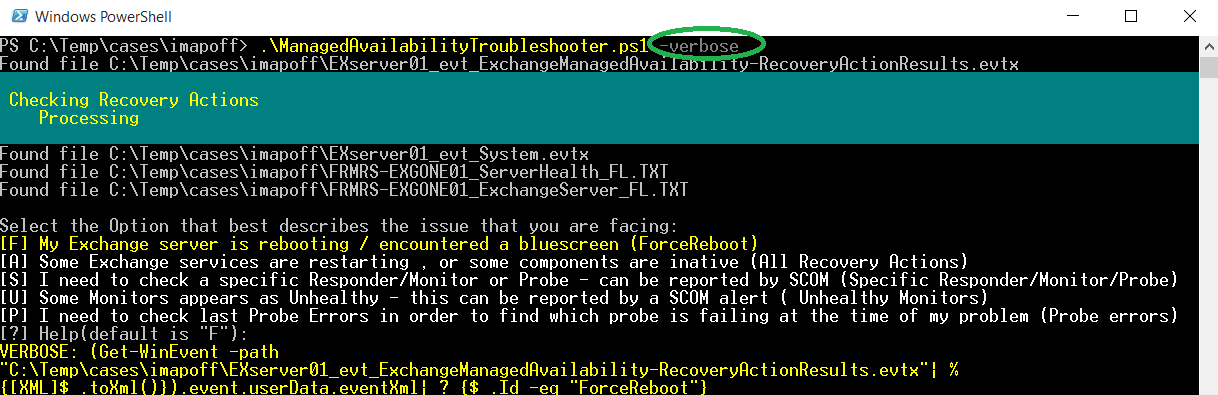 Windows PowerShell
PS C:\Temp\cases\imapoff> .\ManagedAvailabilityTroubleshooter.ps1 -verbose
Found file C:\Temp\cases\imapoff\EXserver01_evt_ExchangeManagedAvailability-RecoveryActionResults.evtx
Checking Recovery Actions
Processing
Found file C:\Temp\cases\imapoff\EXserver01_evt_System.evtx
Found file C:\Temp\cases\imapoff\FRMRS-EXGONE01_ServerHealth_FL.TXT
Found file C:\Temp\cases\imapoff\FRMRS-EXGONE01_ExchangeServer_FL.TXT
Select the Option that best describes the issue that you are facing:
[F] My Exchange server is rebooting / encountered a bluescreen (ForceReboot)
[A] Some Exchange services are restarting , or some components are inative (All Recovery Actions)
[S] I need to check a specific Responder/Monitor or Probe - can be reported by SCOM (Specific Responder/Monitor/Probe)
[U] Some Monitors appears as Unhealthy - this can be reported by a SCOM alert ( Unhealthy Monitors)
[P] I need to check last Probe Errors in order to find which probe is failing at the time of my problem (Probe errors)
[?] Help(default is "F"):
VERBOSE: (Get-WinEvent -path
"C:\Temp\cases\imapoff\EXserver01_evt_ExchangeManagedAvailability-RecoveryActionResults.evtx"| %
{[XML]$_.toXml()}).event.userData.eventXml| ? {$_.Id -eq "ForceReboot"}